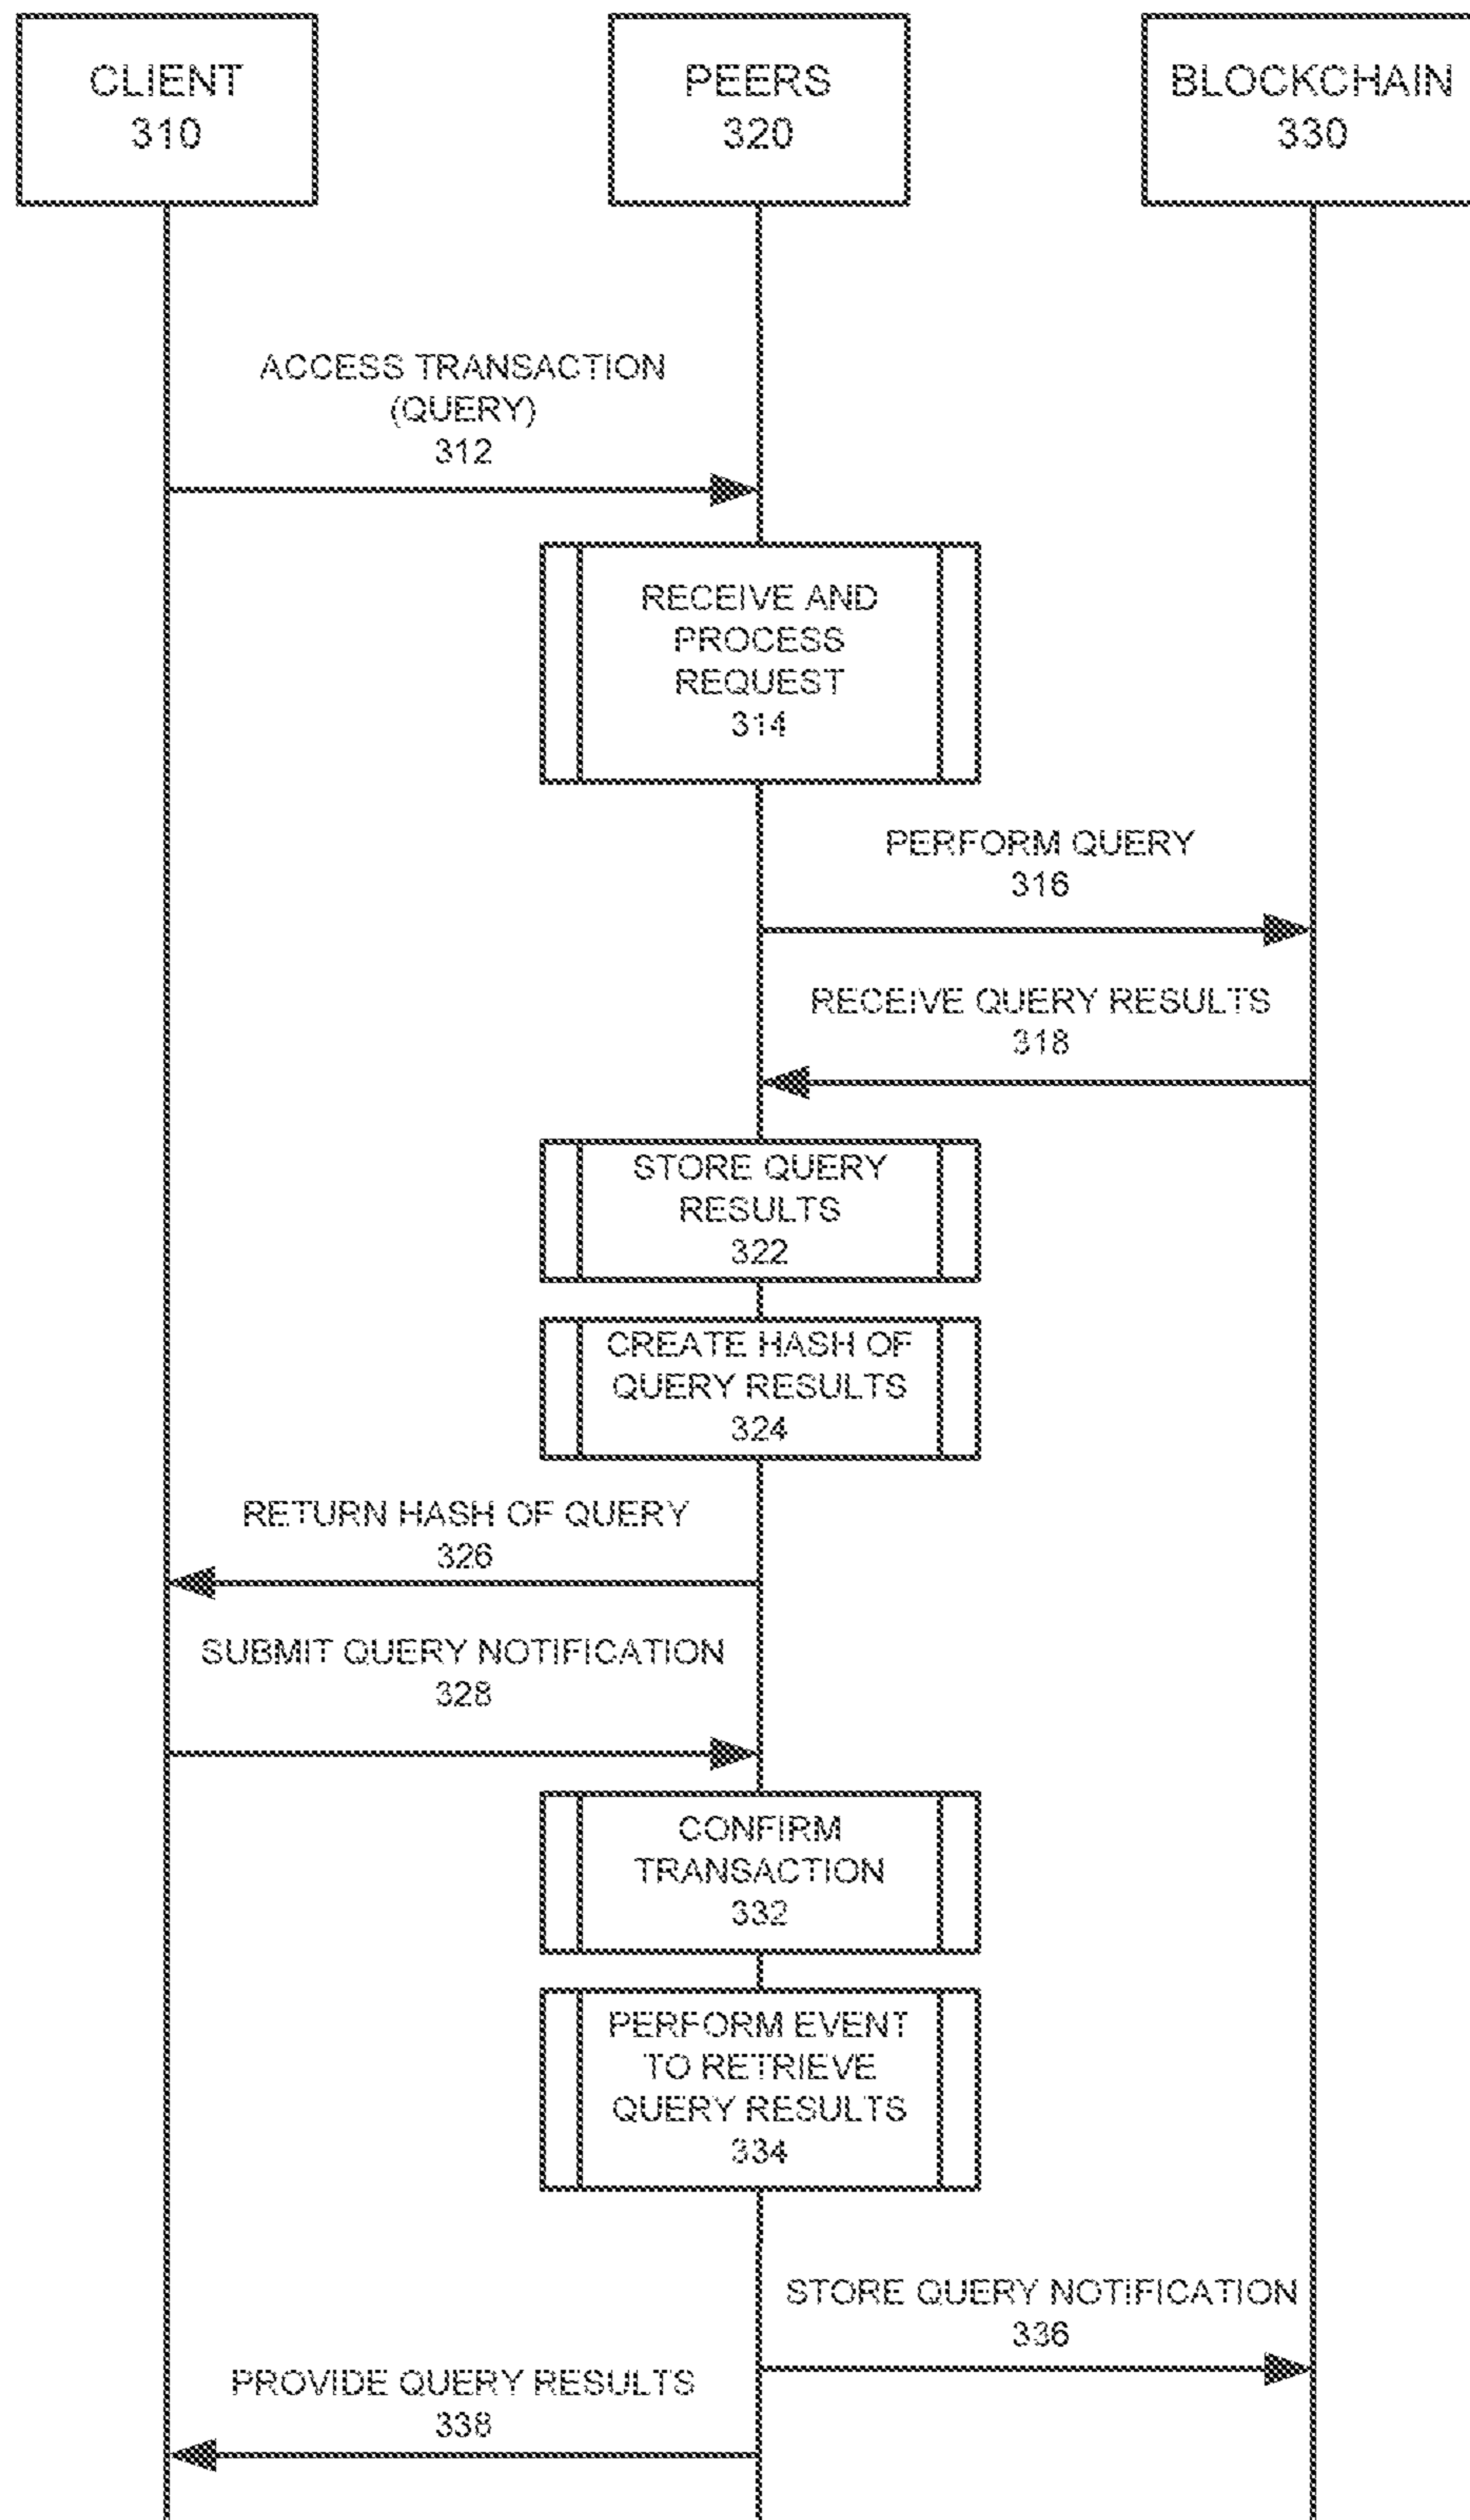 CLIENT
310
PEERS
320
BLOCKCHAIN
330
ACCESS TRANSACTION
(QUERY)
312
RECEIVE AND
PROCESS
REQUEST
314
PERFORM QUERY
316
RECEIVE QUERY RESULTS
318
STORE QUERY
RESULTS
322
CREATE HASH OF
QUERY RESULTS
324
RETURN HASH OF QUERY
326
SUBMIT QUERY NOTIFICATION
328
CONFIRM
TRANSACTION
332
PERFORM EVENT
TO RETRIEVE
QUERY RESULTS
334
STORE QUERY NOTIFICATION
336
PROVIDE QUERY RESULTS
338